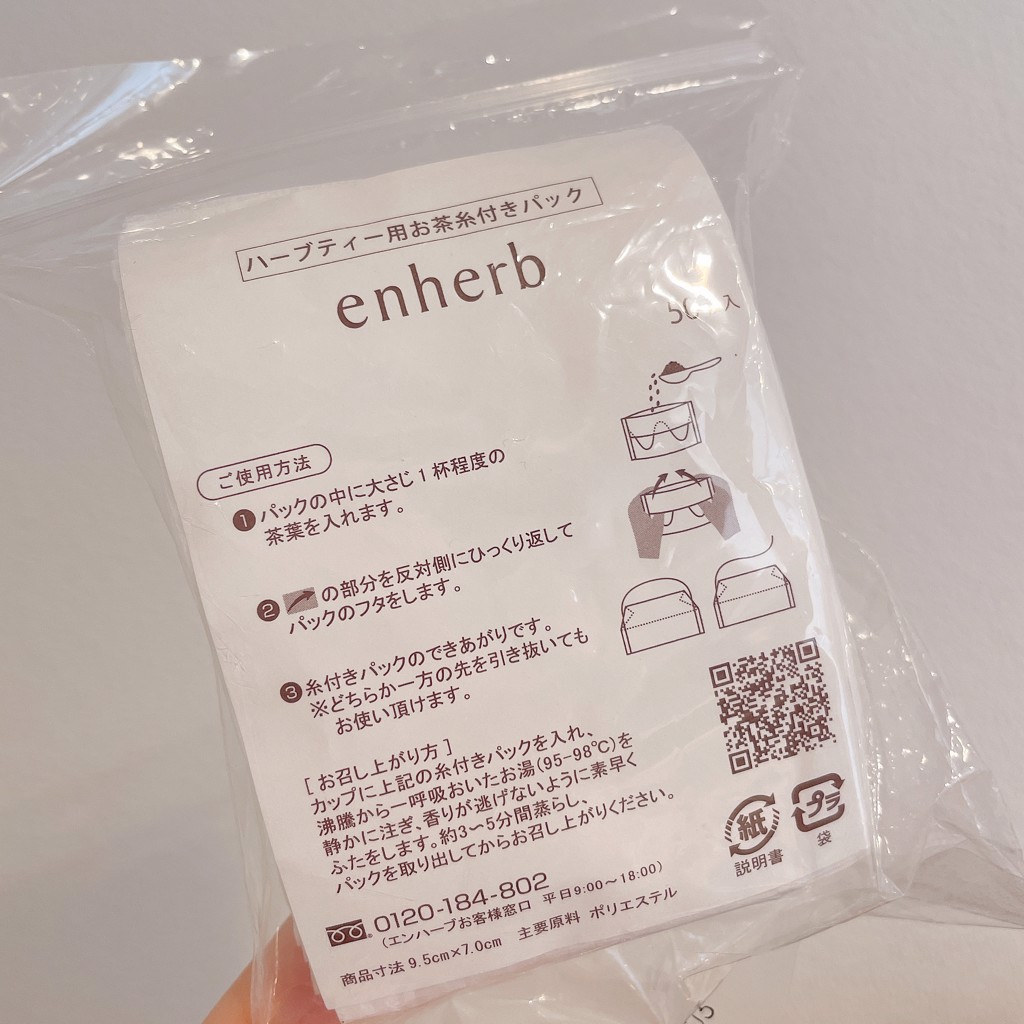 ハーブティー用お茶糸付きパック
enherb
ご使用方法
❶ パックの中に大さじ1杯程度の
茶葉を入れます。
❷ の部分を反対側にひっくり返して
パックのフタをします。
❸ 糸付きパックのできあがりです。
※どちらか一方の先を引き抜いても
お使い頂けます。
[ お召し上がり方 ]
カップに上記の糸付きパックを入れ、
沸騰から一呼吸おいたお湯(95-98℃)を
静かに注ぎ、香りが逃げないように素早く
ふたをします。約3〜5分間蒸らし、
パックを取り出してからお召し上がりください。
0120-184-802
(エンハーブお客様窓口 平日9:00〜18:00)
商品寸法 9.5cm×7.0cm 主要原料 ポリエステル
紙
説明書
プラ
袋